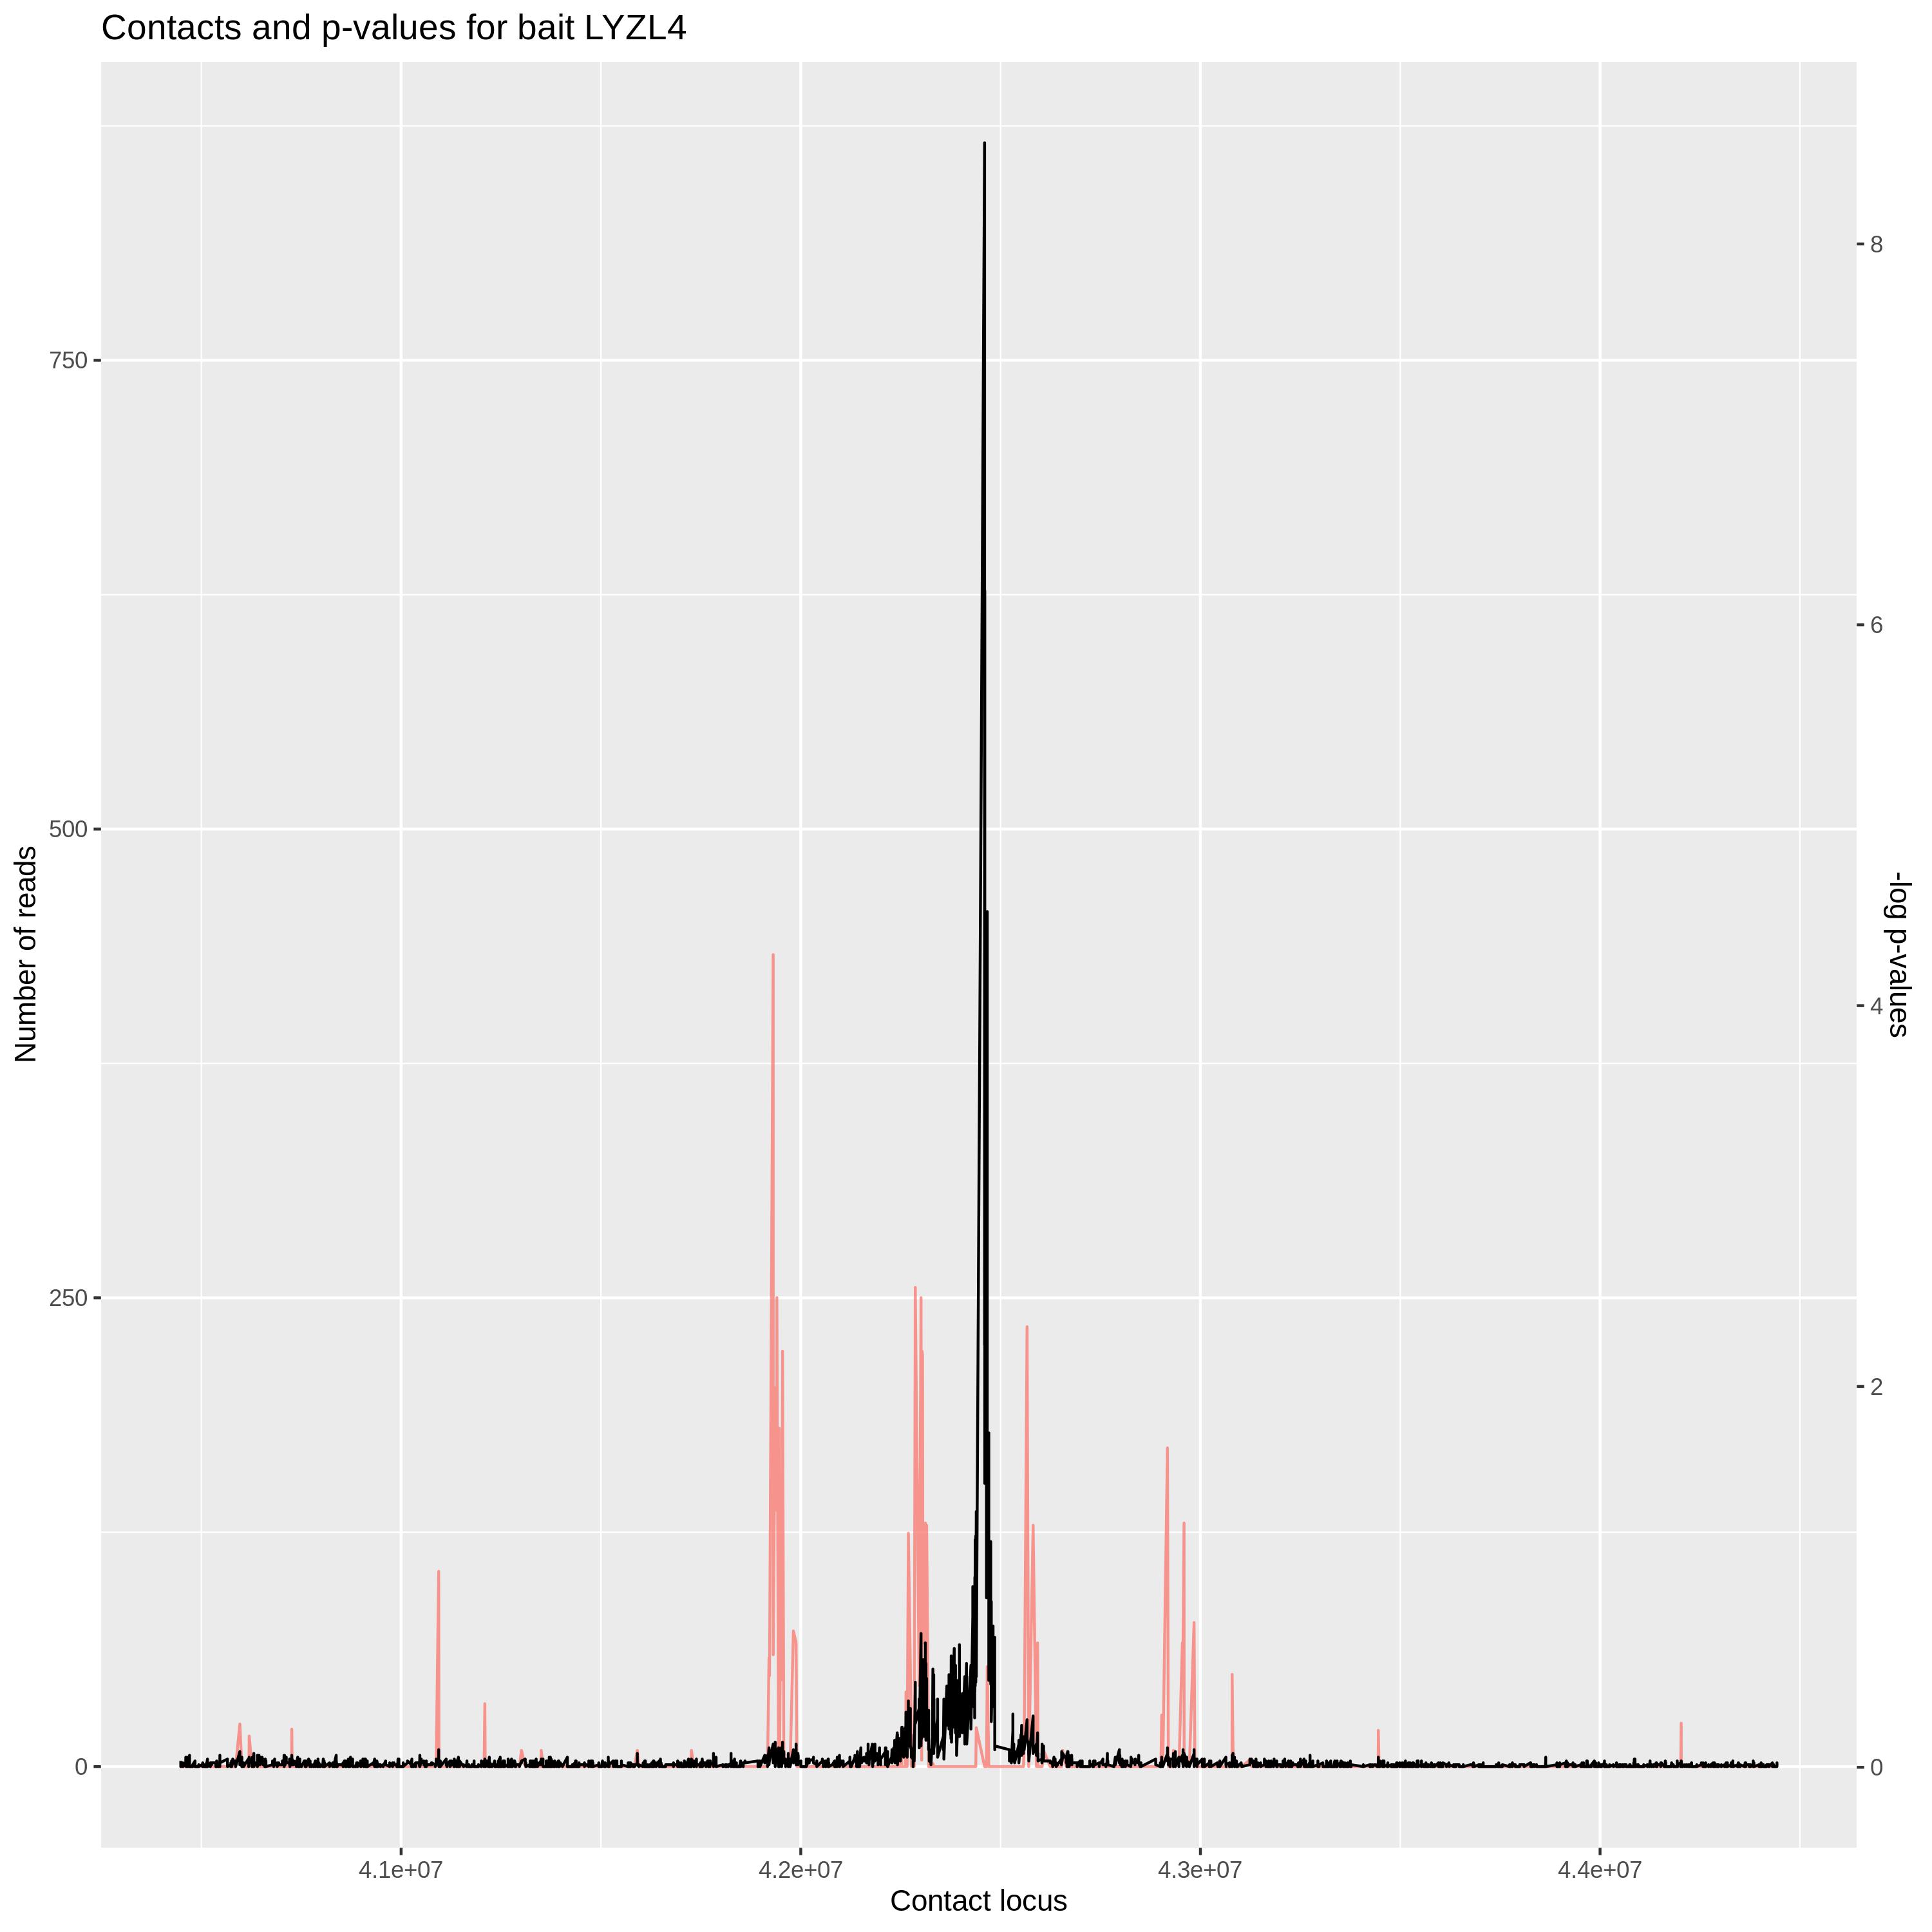 Contacts and p-values for bait LYZL4
Number of reads
750
500
250
0
8
6
4
2
0
-log p-values
4.1e+07 4.2e+07 4.3e+07 4.4e+07
Contact locus